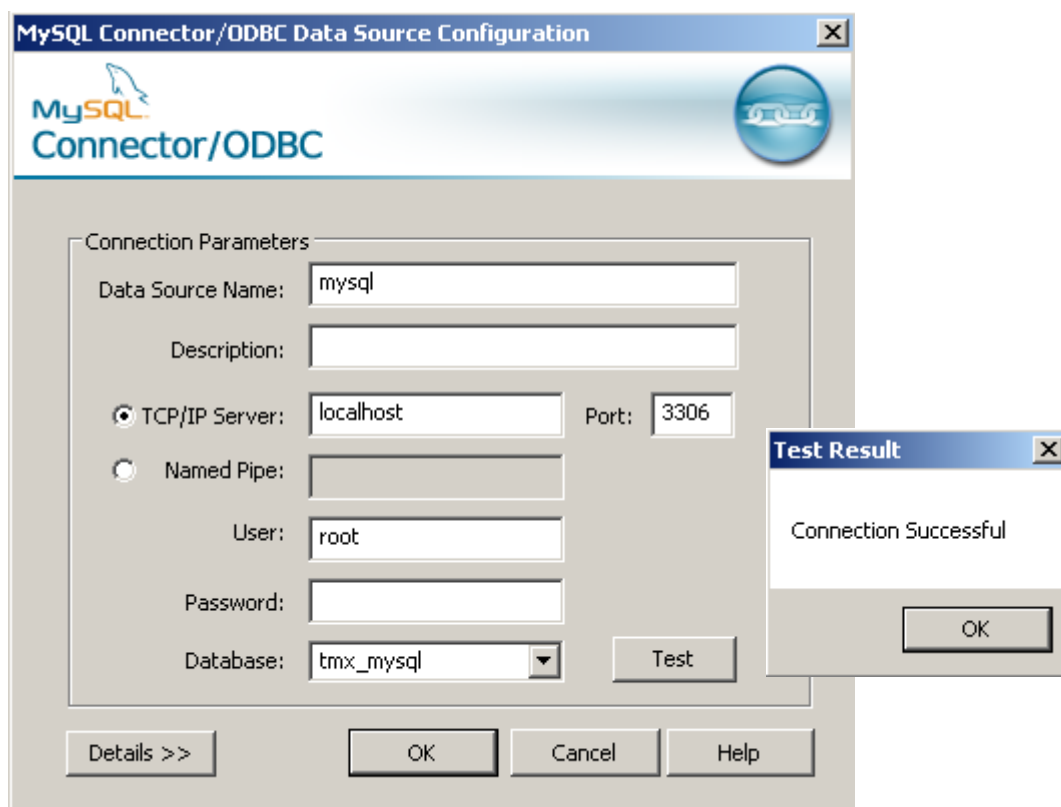 MySQL Connector/ODBC Data Source Configuration
MySQL
Connector/ODBC
Connection Parameters
Data Source Name: mysql
Description:
TCP/IP Server: localhost Port: 3306
Named Pipe:
User: root
Password:
Database: tmx_mysql Test
Details >> OK Cancel Help
Test Result
Connection Successful
OK